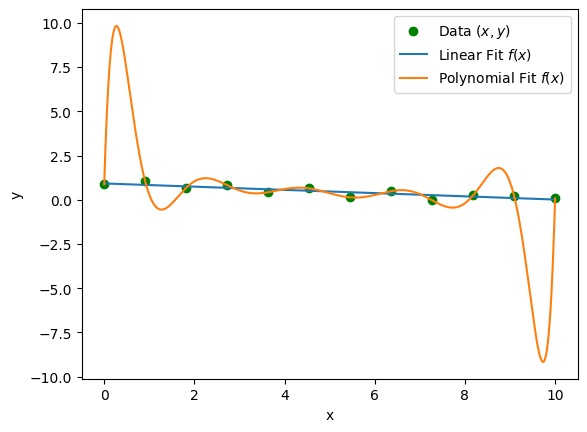 Data (x, y)
Linear Fit f(x)
Polynomial Fit f(x)
10.0
7.5
5.0
2.5
0.0
−2.5
−5.0
−7.5
−10.0
y
0 2 4 6 8 10
x